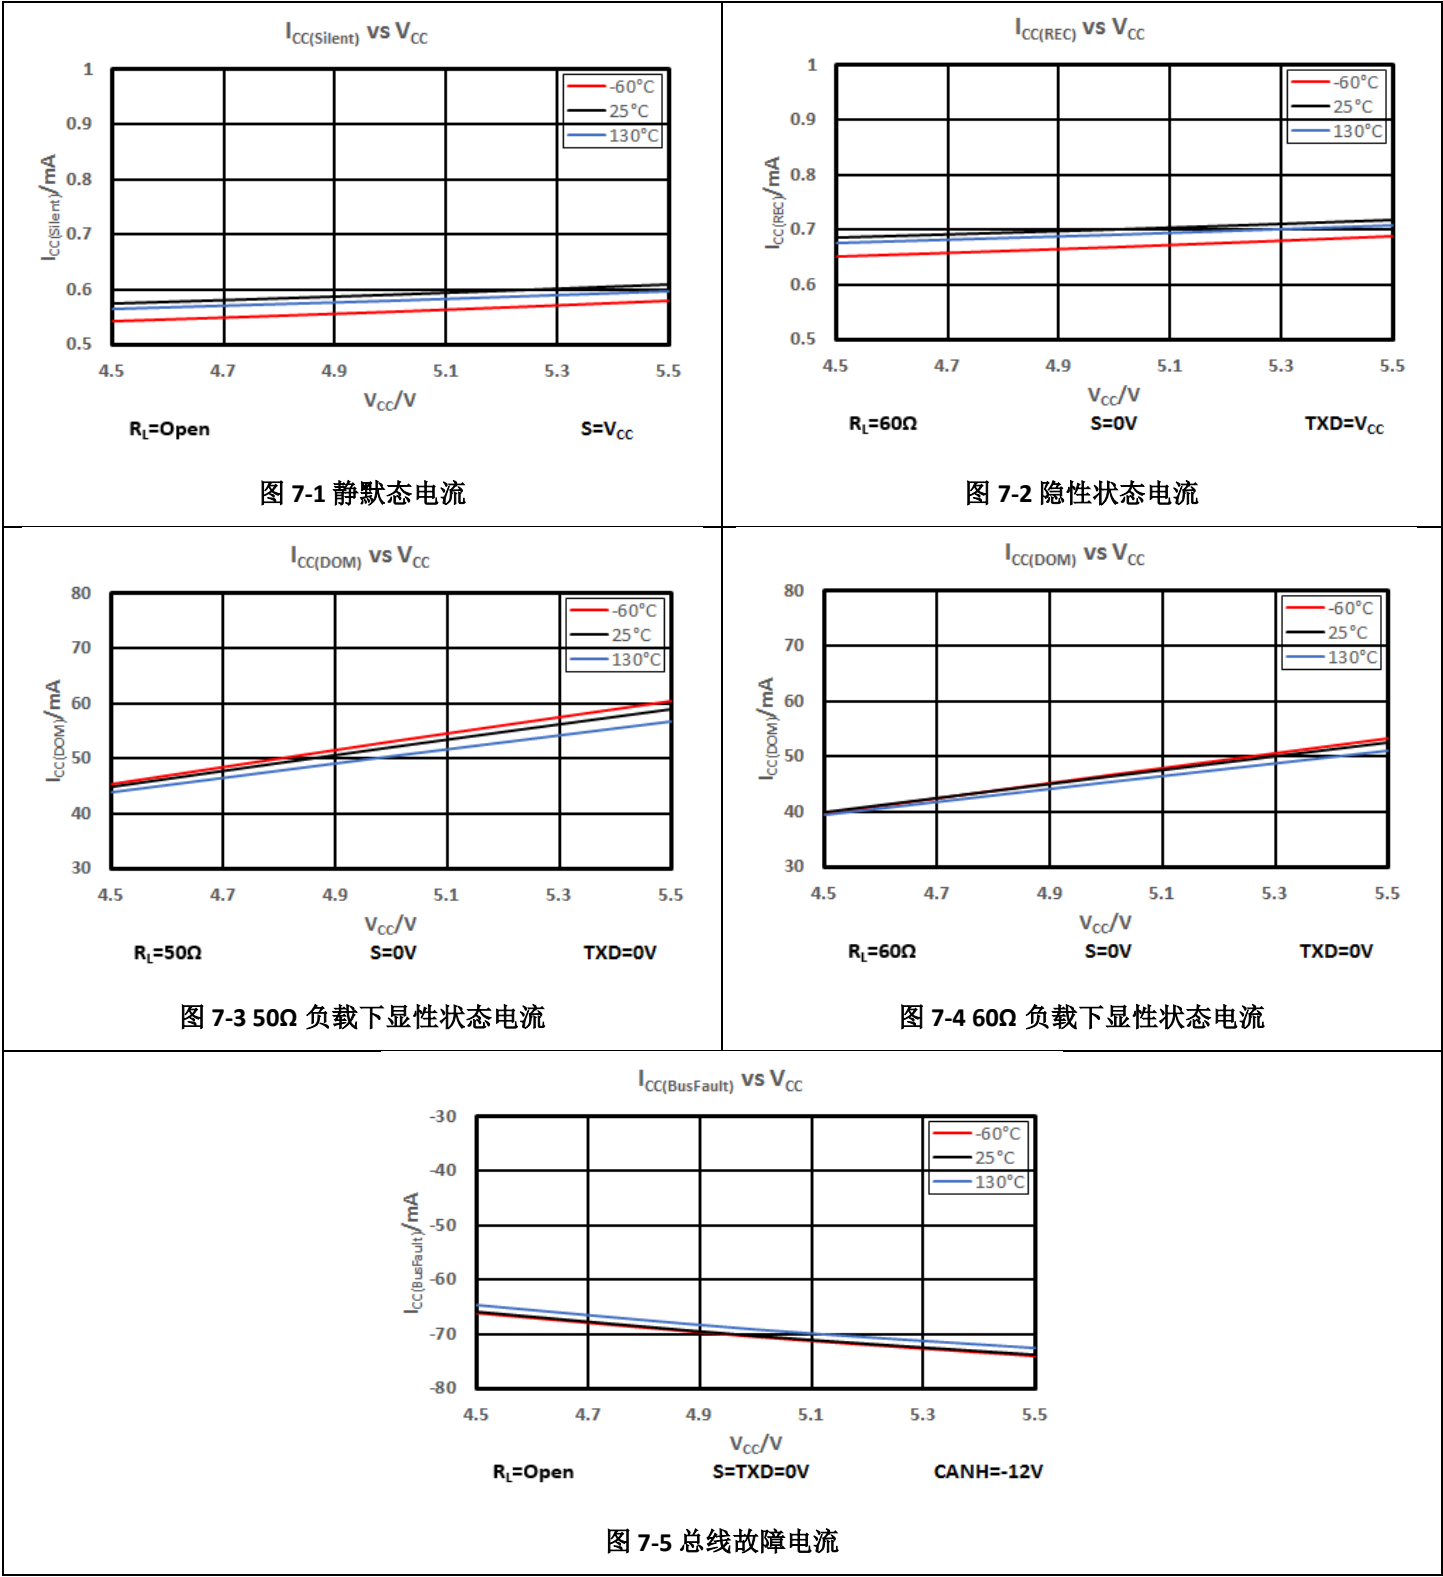 ICC(Silent) vs VCC
1
0.9
0.8
0.7
0.6
0.5
ICC(Silent)/mA
-60°C
25°C
130°C
4.5 4.7 4.9 5.1 5.3 5.5
VCC/V
RL=Open S=VCC
图 7-1 静默态电流
ICC(REC) vs VCC
1
0.9
0.8
0.7
0.6
0.5
ICC(REC)/mA
-60°C
25°C
130°C
4.5 4.7 4.9 5.1 5.3 5.5
VCC/V
RL=60Ω S=0V TXD=VCC
图 7-2 隐性状态电流
ICC(DOM) vs VCC
80
70
60
50
40
30
ICC(DOM)/mA
-60°C
25°C
130°C
4.5 4.7 4.9 5.1 5.3 5.5
VCC/V
RL=50Ω S=0V TXD=0V
图 7-3 50Ω 负载下显性状态电流
ICC(DOM) vs VCC
80
70
60
50
40
30
ICC(DOM)/mA
-60°C
25°C
130°C
4.5 4.7 4.9 5.1 5.3 5.5
VCC/V
RL=60Ω S=0V TXD=0V
图 7-4 60Ω 负载下显性状态电流
ICC(BusFault) vs VCC
-30
-40
-50
-60
-70
-80
ICC(BusFault)/mA
-60°C
25°C
130°C
4.5 4.7 4.9 5.1 5.3 5.5
VCC/V
RL=Open S=TXD=0V CANH=-12V
图 7-5 总线故障电流